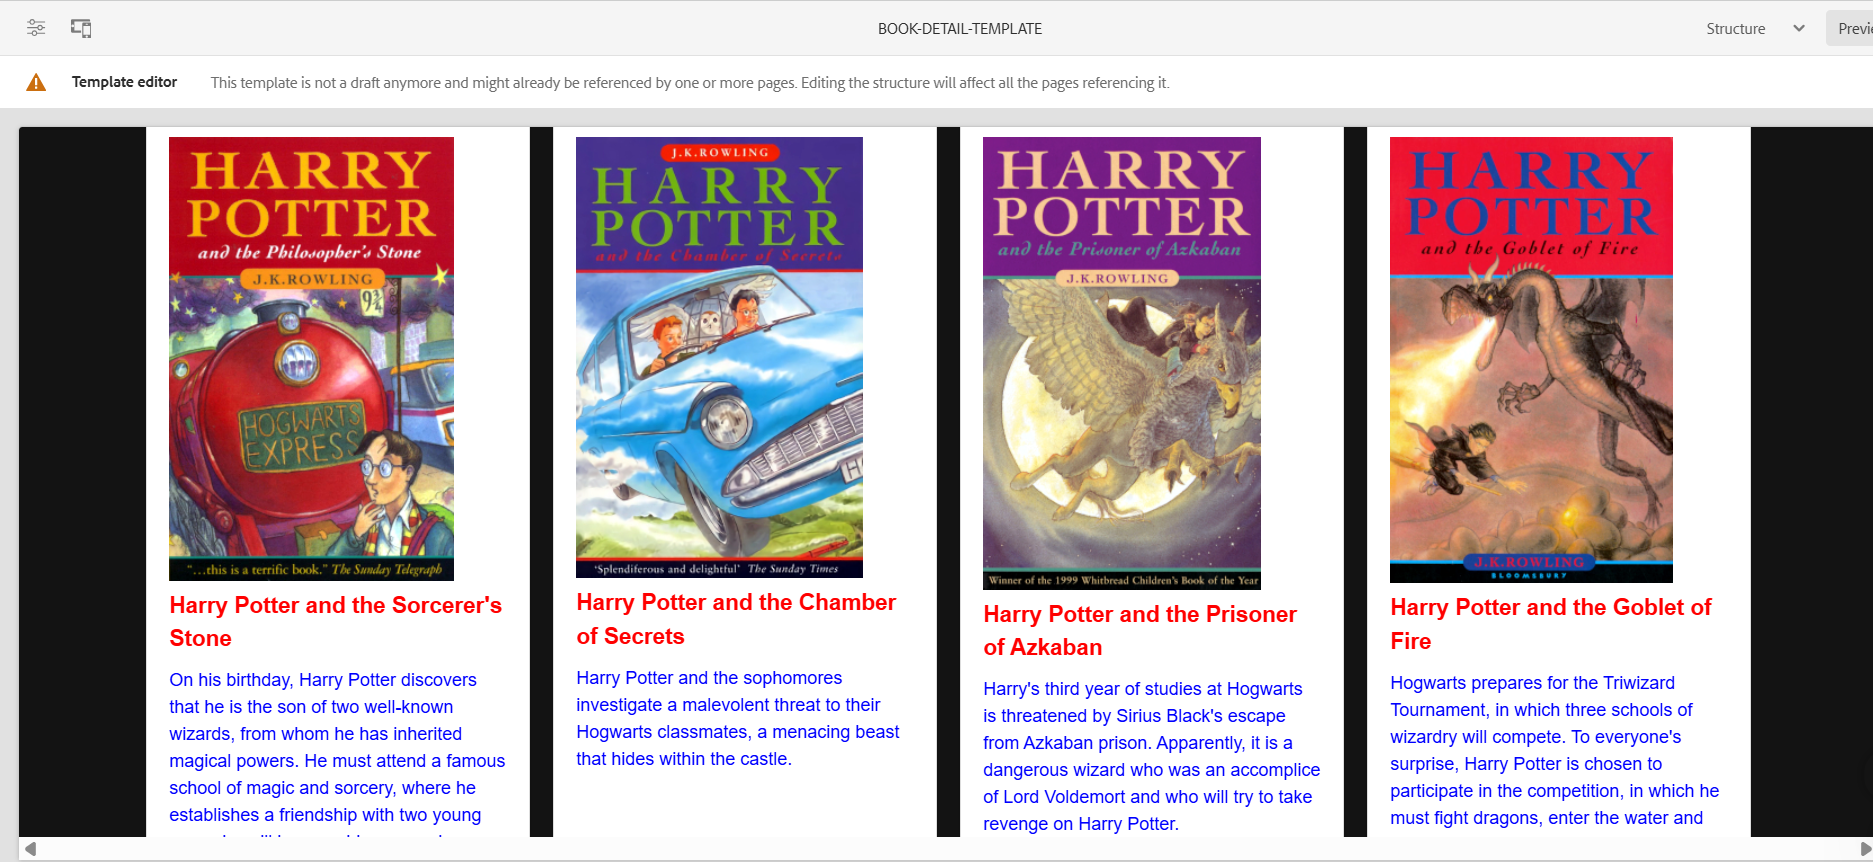 BOOK-DETAIL-TEMPLATE
Structure
Previe
Template editor
This template is not a draft anymore and might already be referenced by one or more pages. Editing the structure will affect all the pages referencing it.
HARRY
POTTER
and the Philosopher's Stone
J.K.ROWLING
9¾
HOGWARTS
EXPRESS
"...this is a terrific book." The Sunday Telegraph
Harry Potter and the Sorcerer's
Stone
On his birthday, Harry Potter discovers
that he is the son of two well-known
wizards, from whom he has inherited
magical powers. He must attend a famous
school of magic and sorcery, where he
establishes a friendship with two young
J.K.ROWLING
HARRY
POTTER
and the Chamber of Secrets
'Splendiferous and delightful' The Sunday Times
Harry Potter and the Chamber
of Secrets
Harry Potter and the sophomores
investigate a malevolent threat to their
Hogwarts classmates, a menacing beast
that hides within the castle.
HARRY
POTTER
and the Prisoner of Azkaban
J.K.ROWLING
Winner of the 1999 Whitbread Children's Book of the Year
Harry Potter and the Prisoner
of Azkaban
Harry's third year of studies at Hogwarts
is threatened by Sirius Black's escape
from Azkaban prison. Apparently, it is a
dangerous wizard who was an accomplice
of Lord Voldemort and who will try to take
revenge on Harry Potter.
HARRY
POTTER
and the Goblet of Fire
J.K.ROWLING
BLOOMSBURY
Harry Potter and the Goblet of
Fire
Hogwarts prepares for the Triwizard
Tournament, in which three schools of
wizardry will compete. To everyone's
surprise, Harry Potter is chosen to
participate in the competition, in which he
must fight dragons, enter the water and